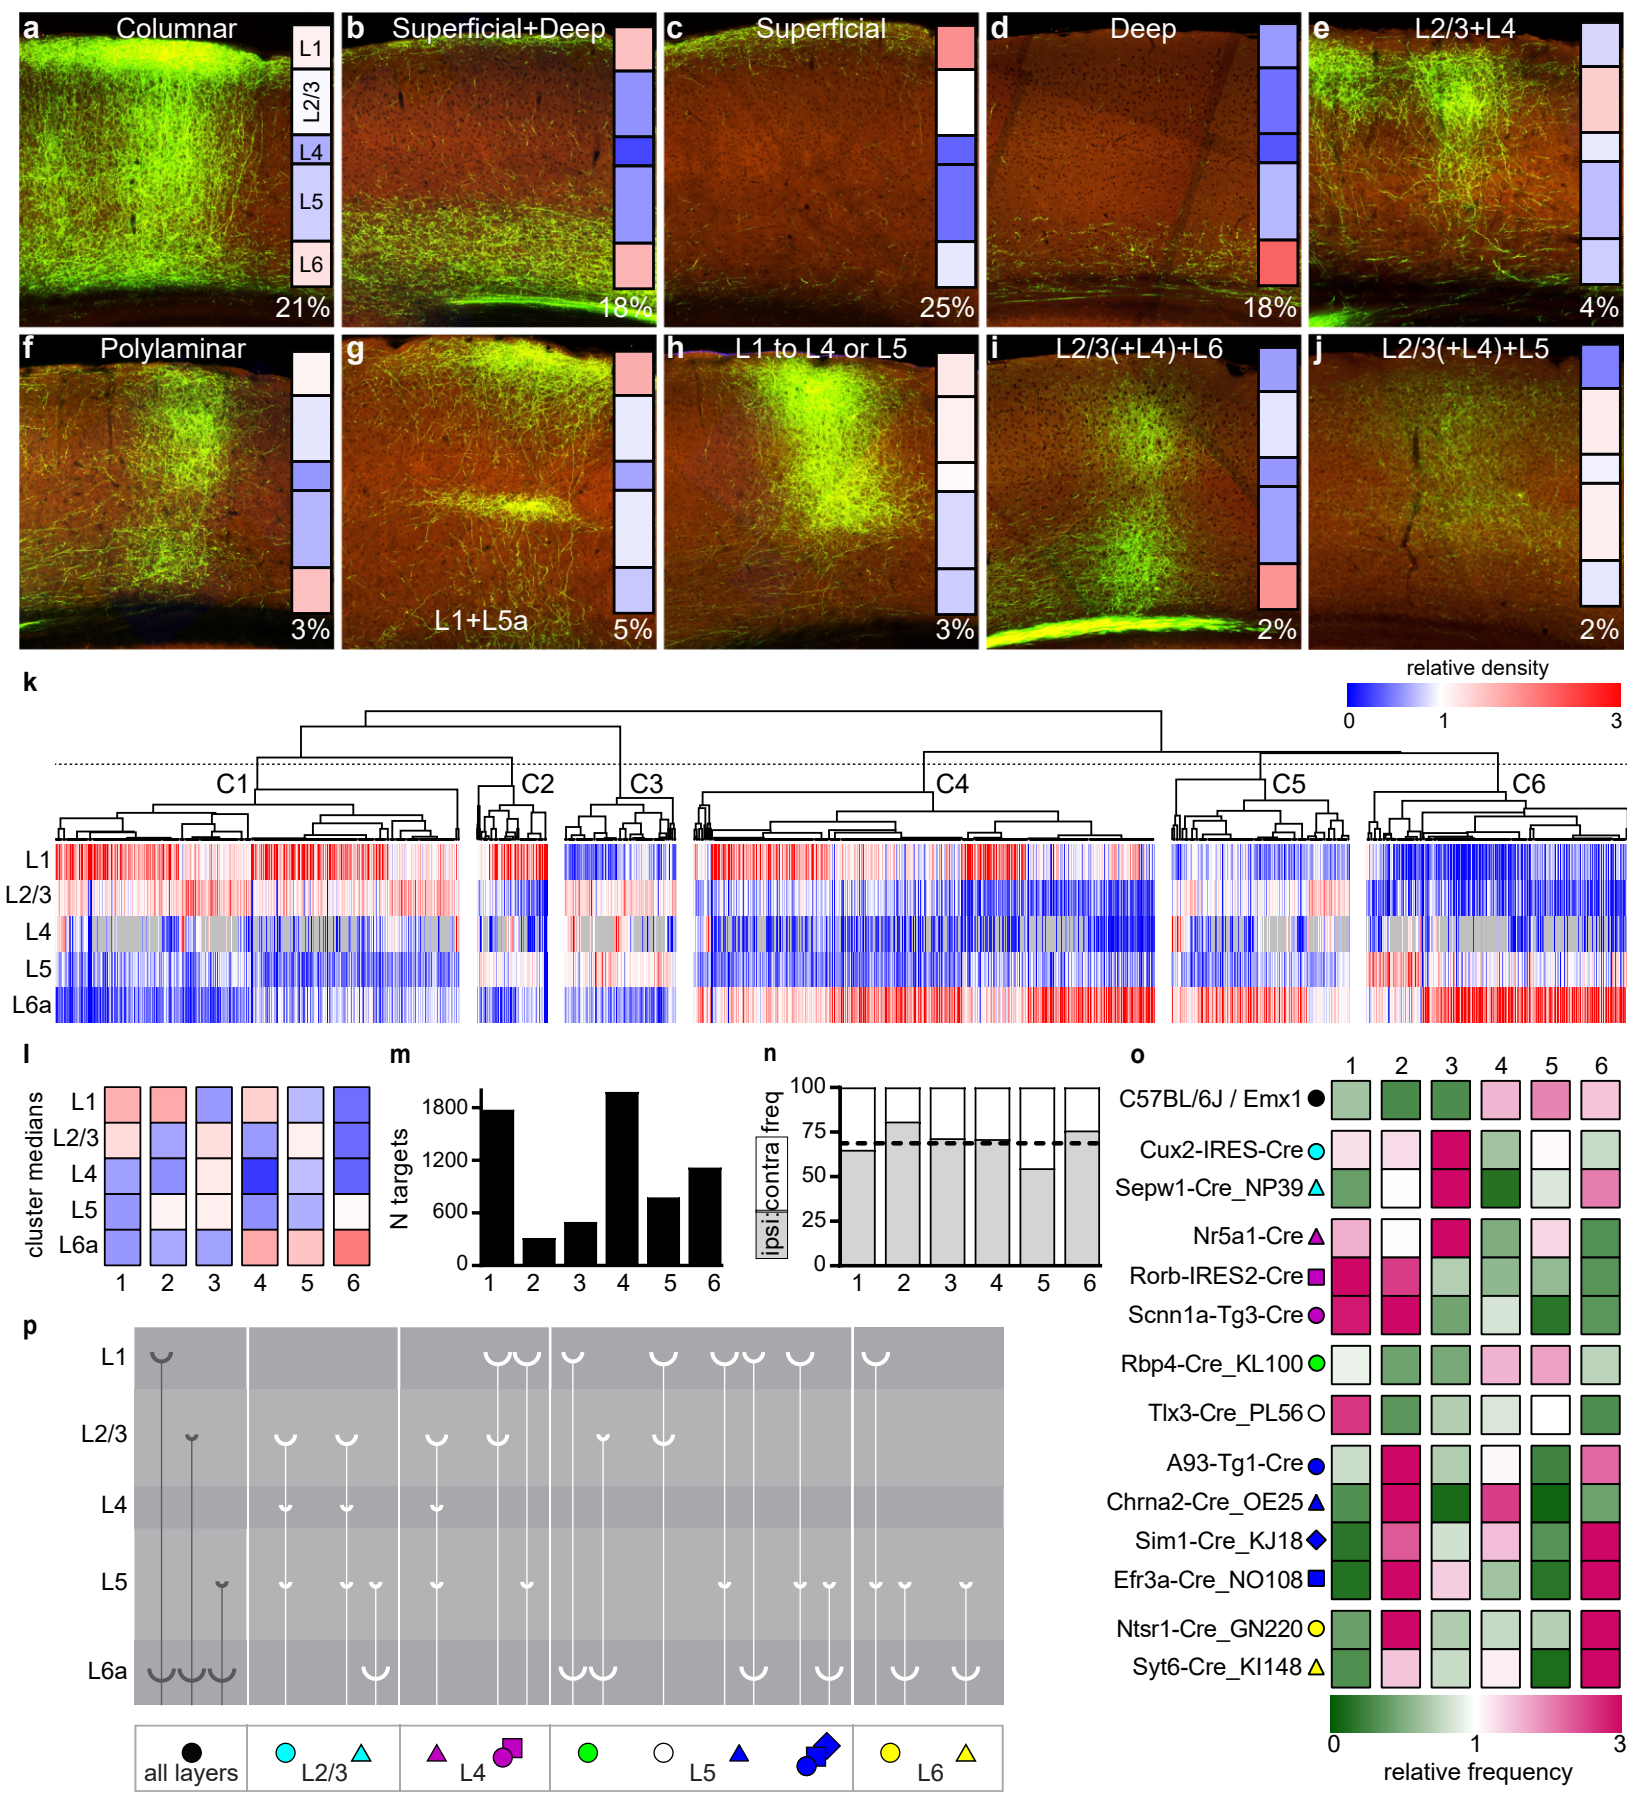 a Columnar
L1
L2/3
L4
L5
L6
21%
b Superficial+Deep
18%
c Superficial
25%
d Deep
18%
e L2/3+L4
4%
f Polylaminar
3%
g
L1+L5a
5%
h L1 to L4 or L5
3%
i L2/3(+L4)+L6
2%
j L2/3(+L4)+L5
2%
k
relative density
0 1 3
C1 C2 C3 C4 C5 C6
L1
L2/3
L4
L5
L6a
l
cluster medians
L1
L2/3
L4
L5
L6a
1 2 3 4 5 6
m
N targets
1800
1200
600
0
1 2 3 4 5 6
n
ipsi:contra freq
100
75
50
25
0
1 2 3 4 5 6
o
1 2 3 4 5 6
C57BL/6J / Emx1
Cux2-IRES-Cre
Sepw1-Cre_NP39
Nr5a1-Cre
Rorb-IRES2-Cre
Scnn1a-Tg3-Cre
Rbp4-Cre_KL100
Tlx3-Cre_PL56
A93-Tg1-Cre
Chrna2-Cre_OE25
Sim1-Cre_KJ18
Efr3a-Cre_NO108
Ntsr1-Cre_GN220
Syt6-Cre_KI148
0 1 3
relative frequency
p
L1
L2/3
L4
L5
L6a
all layers L2/3 L4 L5 L6